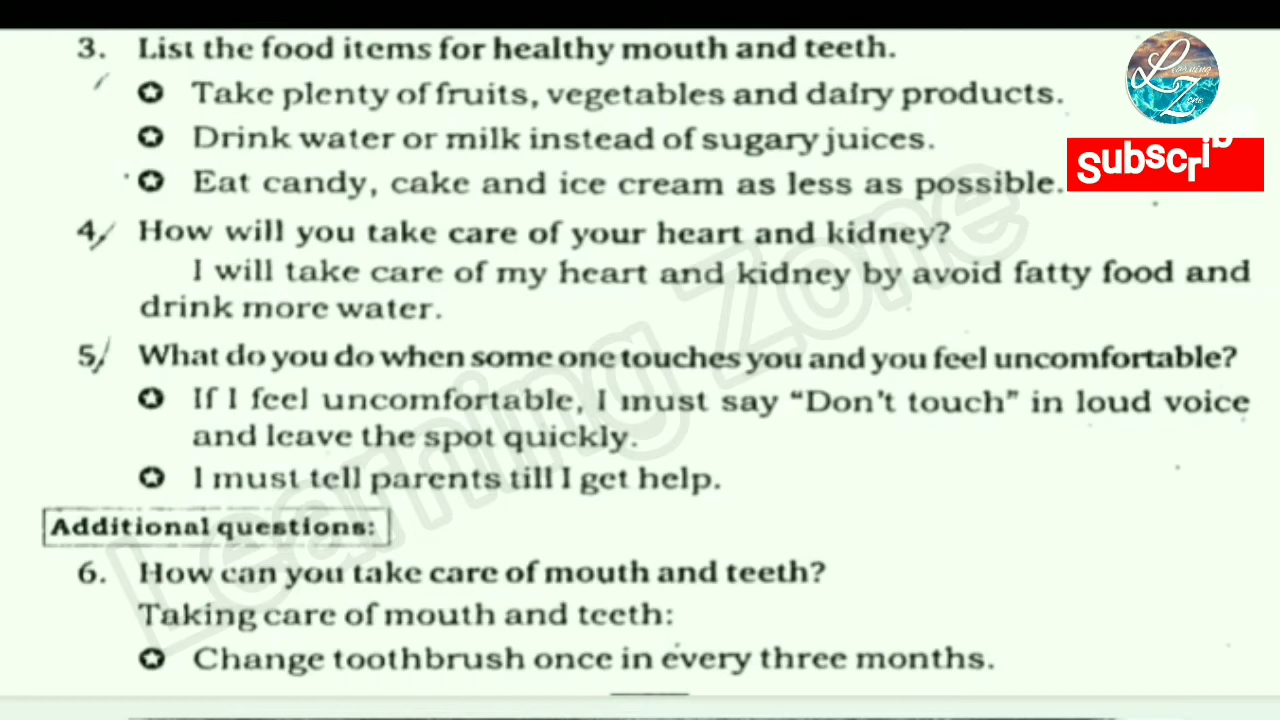 3. List the food items for healthy mouth and teeth.
Take plenty of fruits, vegetables and dairy products.
Drink water or milk instead of sugary juices.
Eat candy, cake and ice cream as less as possible.
4. How will you take care of your heart and kidney?
I will take care of my heart and kidney by avoid fatty food and
drink more water.
5. What do you do when some one touches you and you feel uncomfortable?
If I feel uncomfortable, I must say “Don't touch” in loud voice
and leave the spot quickly.
I must tell parents till I get help.
Additional questions:
6. How can you take care of mouth and teeth?
Taking care of mouth and teeth:
Change toothbrush once in every three months.
Learning Zone
Learning
Zone
Subscrib